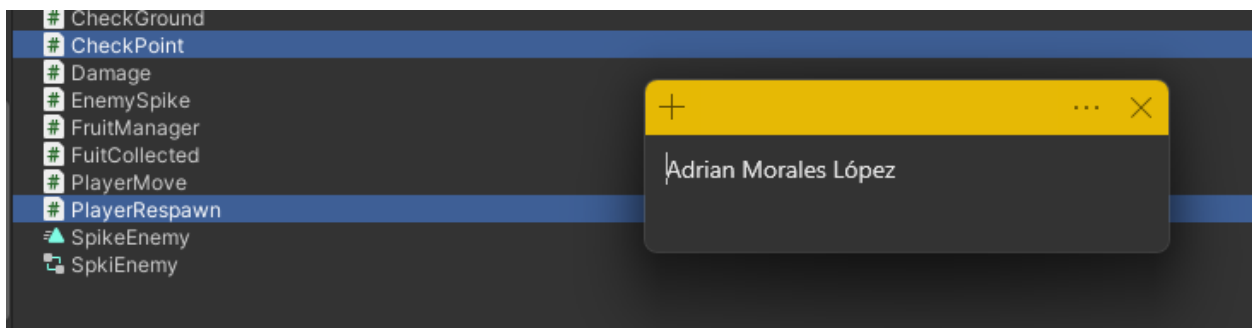 CheckGround
CheckPoint
Damage
EnemySpike
FruitManager
FuitCollected
PlayerMove
PlayerRespawn
SpikeEnemy
SpkiEnemy
Adrian Morales López